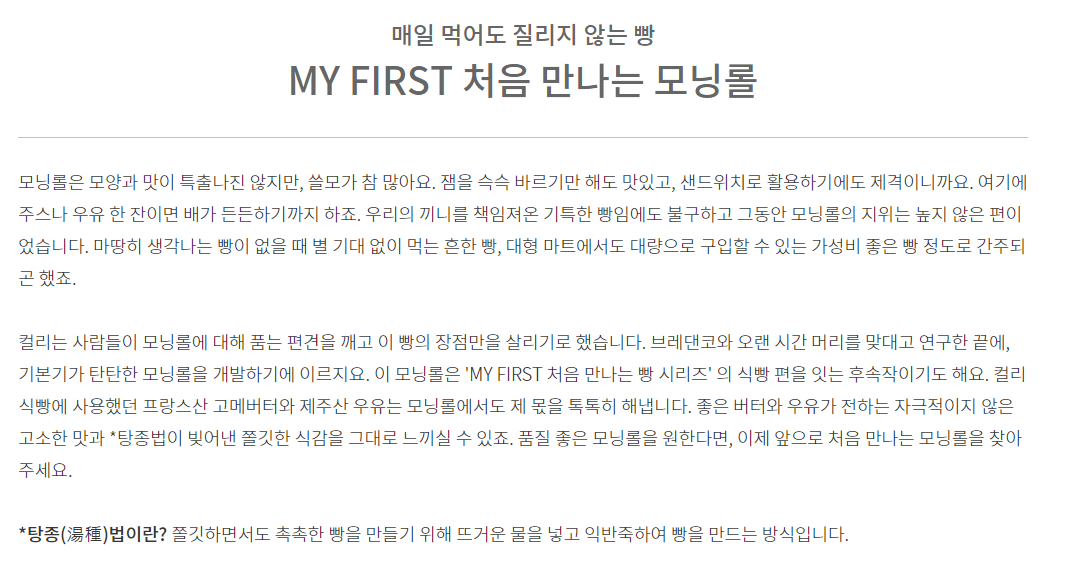 매일 먹어도 질리지 않는 빵
MY FIRST 처음 만나는 모닝롤
모닝롤은 모양과 맛이 특출나진 않지만, 쓸모가 참 많아요. 잼을 슥슥 바르기만 해도 맛있고, 샌드위치로 활용하기에도 제격이니까요. 여기에
주스나 우유 한 잔이면 배가 든든하기까지 하죠. 우리의 끼니를 책임져온 기특한 빵임에도 불구하고 그동안 모닝롤의 지위는 높지 않은 편이
었습니다. 마땅히 생각나는 빵이 없을 때 별 기대 없이 먹는 흔한 빵, 대형 마트에서도 대량으로 구입할 수 있는 가성비 좋은 빵 정도로 간주되
곤 했죠.
컬리는 사람들이 모닝롤에 대해 품는 편견을 깨고 이 빵의 장점만을 살리기로 했습니다. 브레댄코와 오랜 시간 머리를 맞대고 연구한 끝에,
기본기가 탄탄한 모닝롤을 개발하기에 이르지요. 이 모닝롤은 'MY FIRST 처음 만나는 빵 시리즈' 의 식빵 편을 잇는 후속작이기도 해요. 컬리
식빵에 사용했던 프랑스산 고메버터와 제주산 우유는 모닝롤에서도 제 몫을 톡톡히 해냅니다. 좋은 버터와 우유가 전하는 자극적이지 않은
고소한 맛과 *탕종법이 빚어낸 쫄깃한 식감을 그대로 느끼실 수 있죠. 품질 좋은 모닝롤을 원한다면, 이제 앞으로 처음 만나는 모닝롤을 찾아
주세요.
*탕종(湯種)법이란? 쫄깃하면서도 촉촉한 빵을 만들기 위해 뜨거운 물을 넣고 익반죽하여 빵을 만드는 방식입니다.